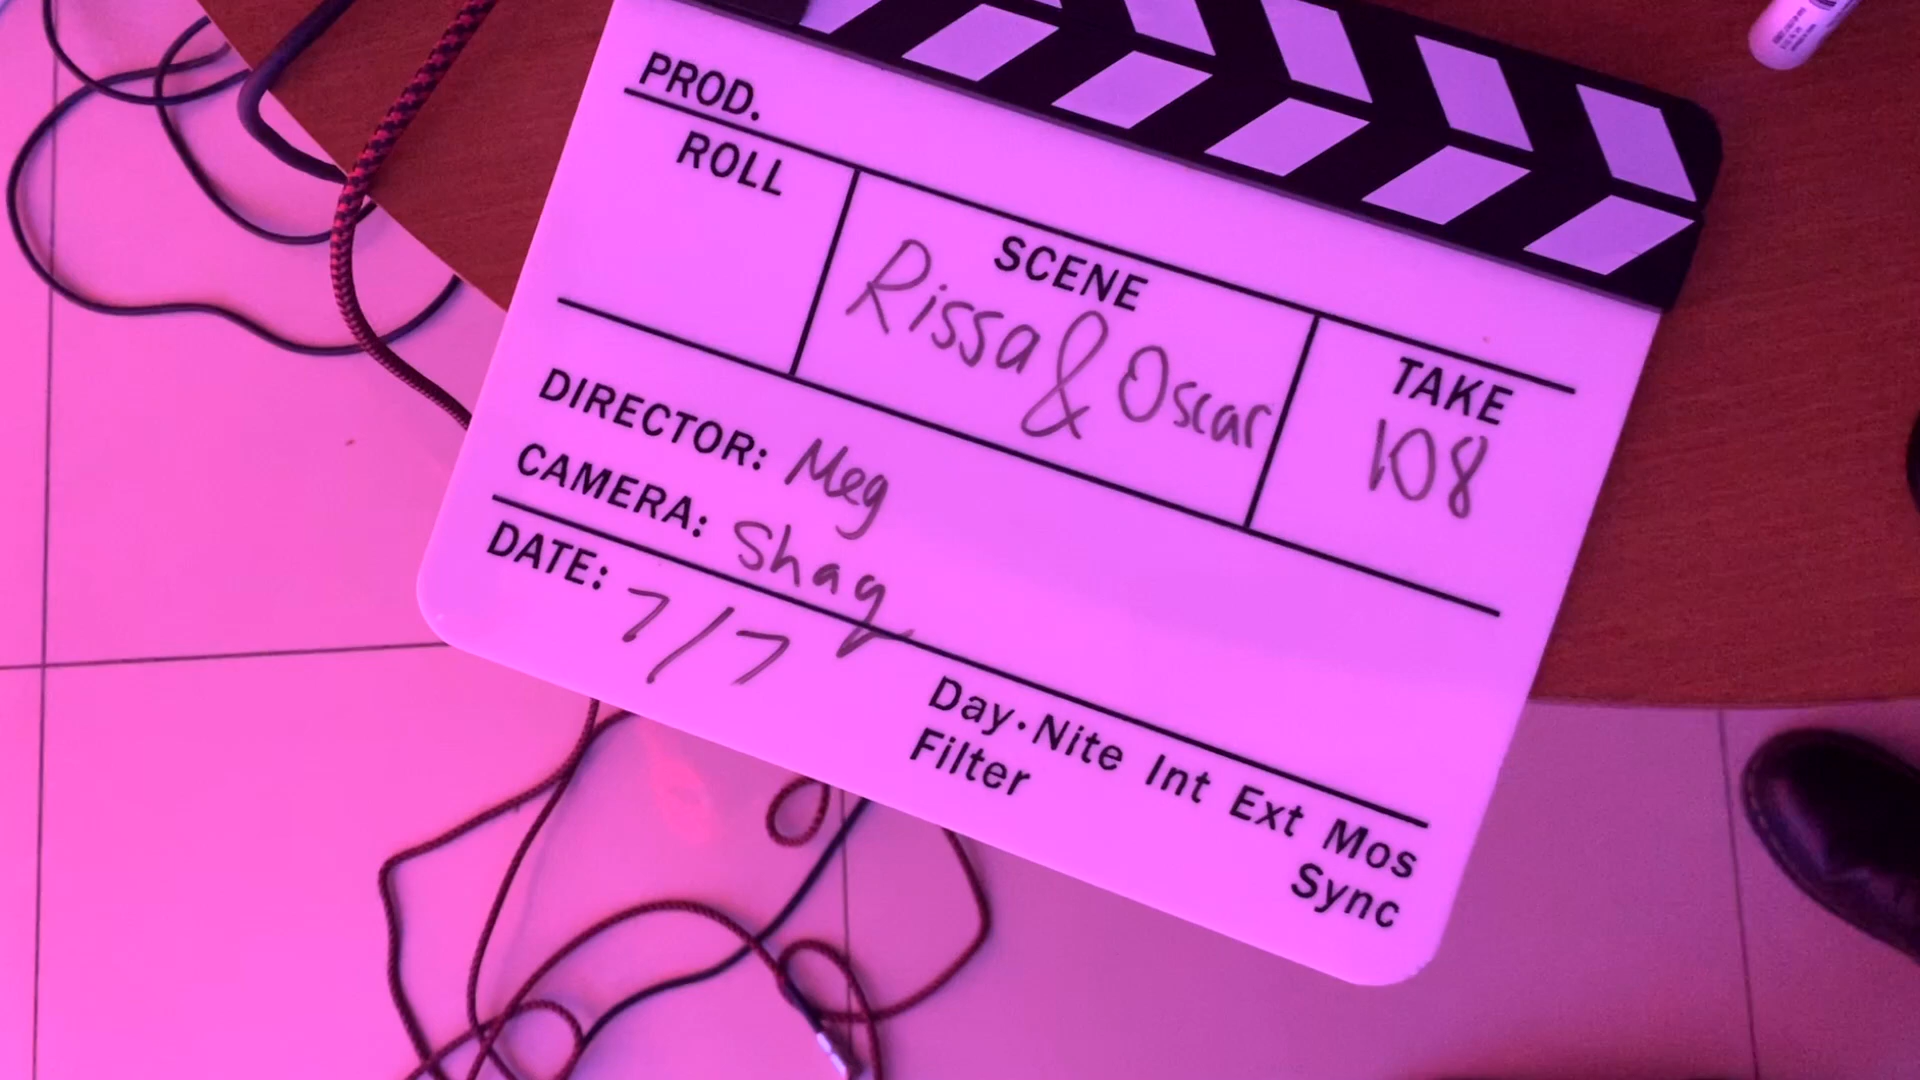 PROD.
ROLL
SCENE
Rissa & Oscar
TAKE
108
DIRECTOR: Meg
CAMERA: Shaq
DATE: 7/7
Day · Nite Int Ext Mos
Filter
Sync